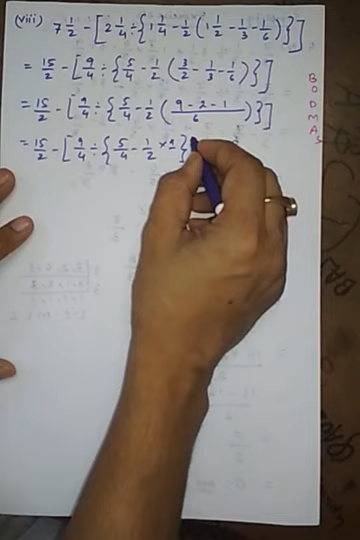 (viii) 7 1/2 - [2 1/4 ÷ {1 1/4 - 1/2 (1 1/2 - 1/3 - 1/6)}]
= 15/2 - [9/4 ÷ {5/4 - 1/2 (3/2 - 1/3 - 1/6)}]
= 15/2 - [9/4 ÷ {5/4 - 1/2 (9-2-1/6)}]
= 15/2 - [9/4 ÷ {5/4 - 1/2 × 1}
B
O
D
M
A
S